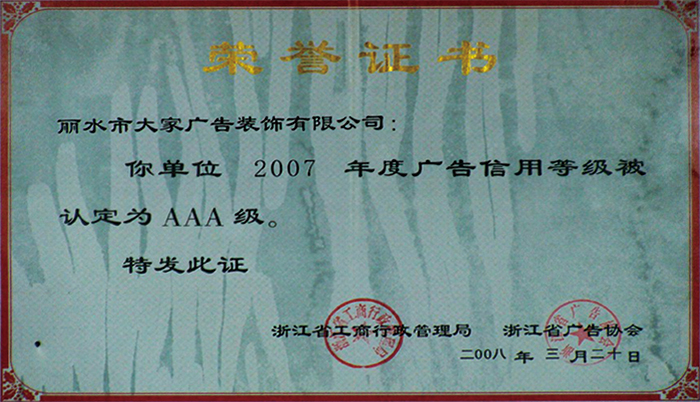 荣誉证书
丽水市大家广告装饰有限公司：
你单位 2007 年度广告信用等级被
认定为 AAA 级。
特发此证
浙江省工商行政管理局 浙江省广告协会
二00八 年 三 月 二十 日